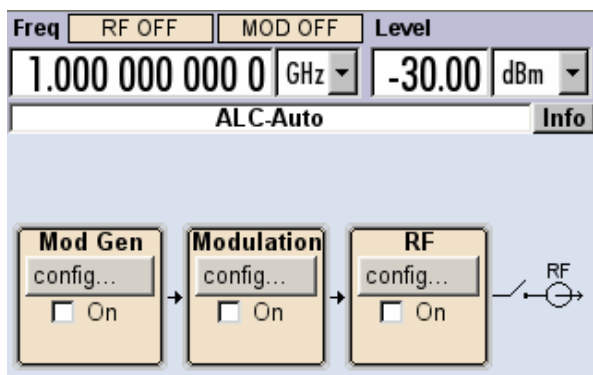 Freq RF OFF MOD OFF Level
1.000 000 000 0 GHz -30.00 dBm
ALC-Auto Info
Mod Gen Modulation RF
config... config... config... RF
On On On